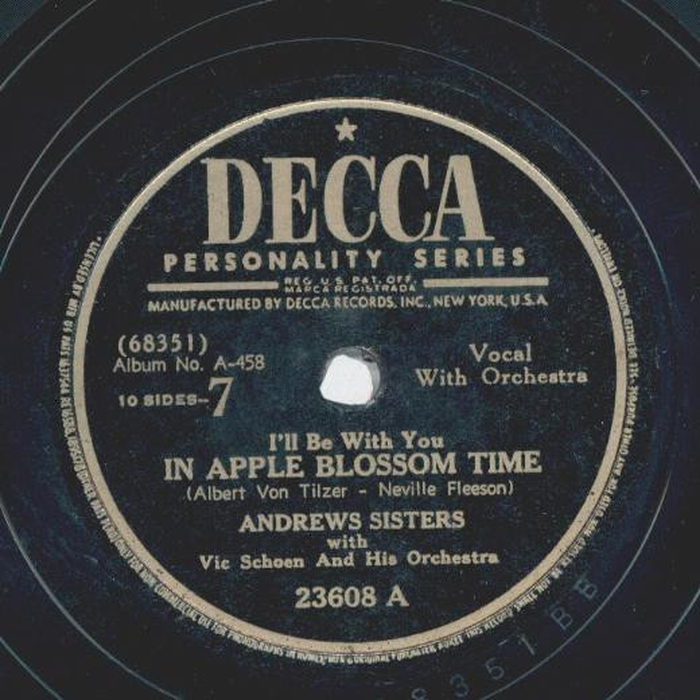 DECCA
PERSONALITY SERIES
REG. U.S. PAT. OFF.
MARCA REGISTRADA
MANUFACTURED BY DECCA RECORDS, INC., NEW YORK, U.S.A
(68351)
Album No. A-458
10 SIDES-7
Vocal
With Orchestra
I'll Be With You
IN APPLE BLOSSOM TIME
(Albert Von Tilzer - Neville Fleeson)
ANDREWS SISTERS
with
Vic Schoen And His Orchestra
23608 A